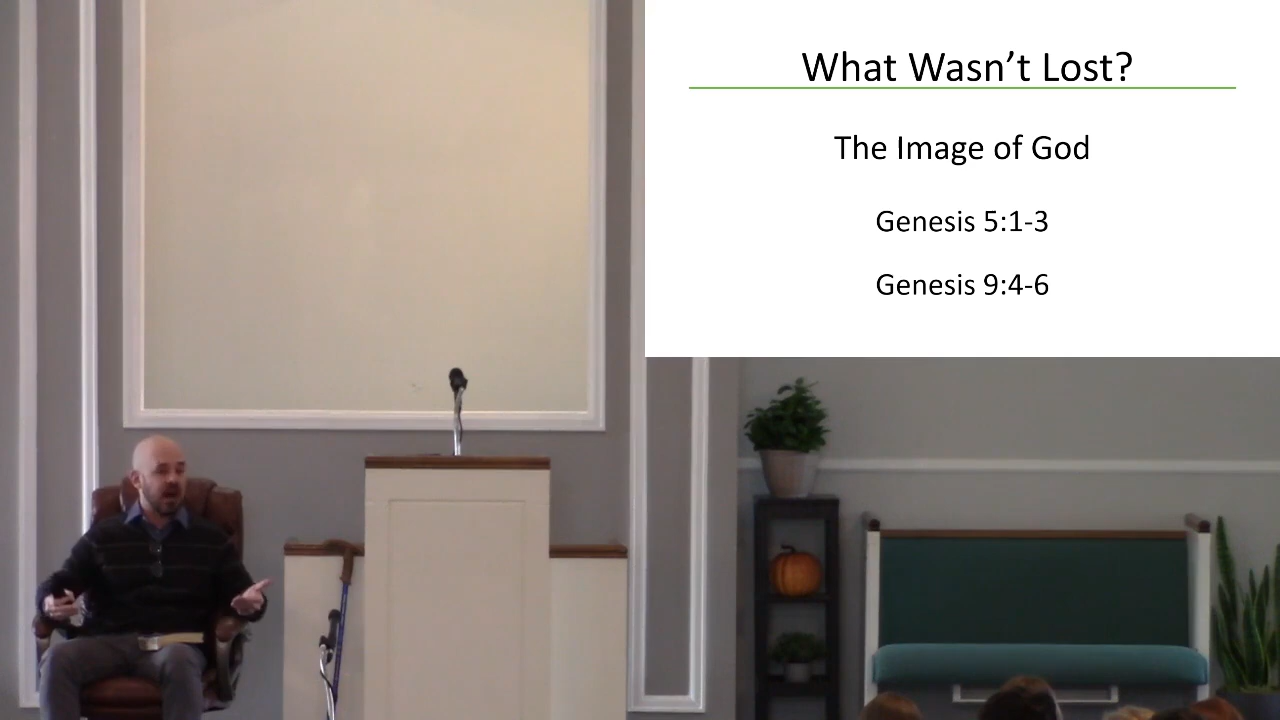 What Wasn’t Lost?
The Image of God
Genesis 5:1-3
Genesis 9:4-6